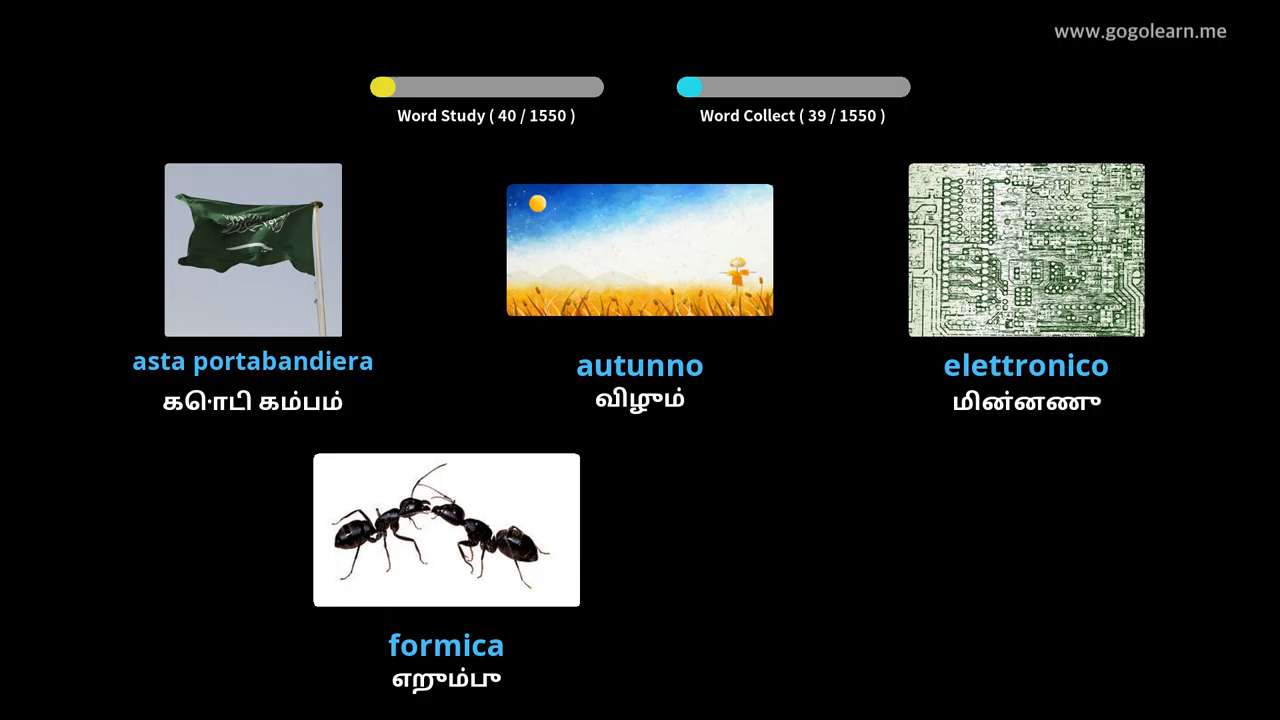 www.gogolearn.me
Word Study ( 40 / 1550 )
Word Collect ( 39 / 1550 )
asta portabandiera
கொடி கம்பம்
autunno
விழும்
elettronico
மின்னணு
formica
எறும்பு